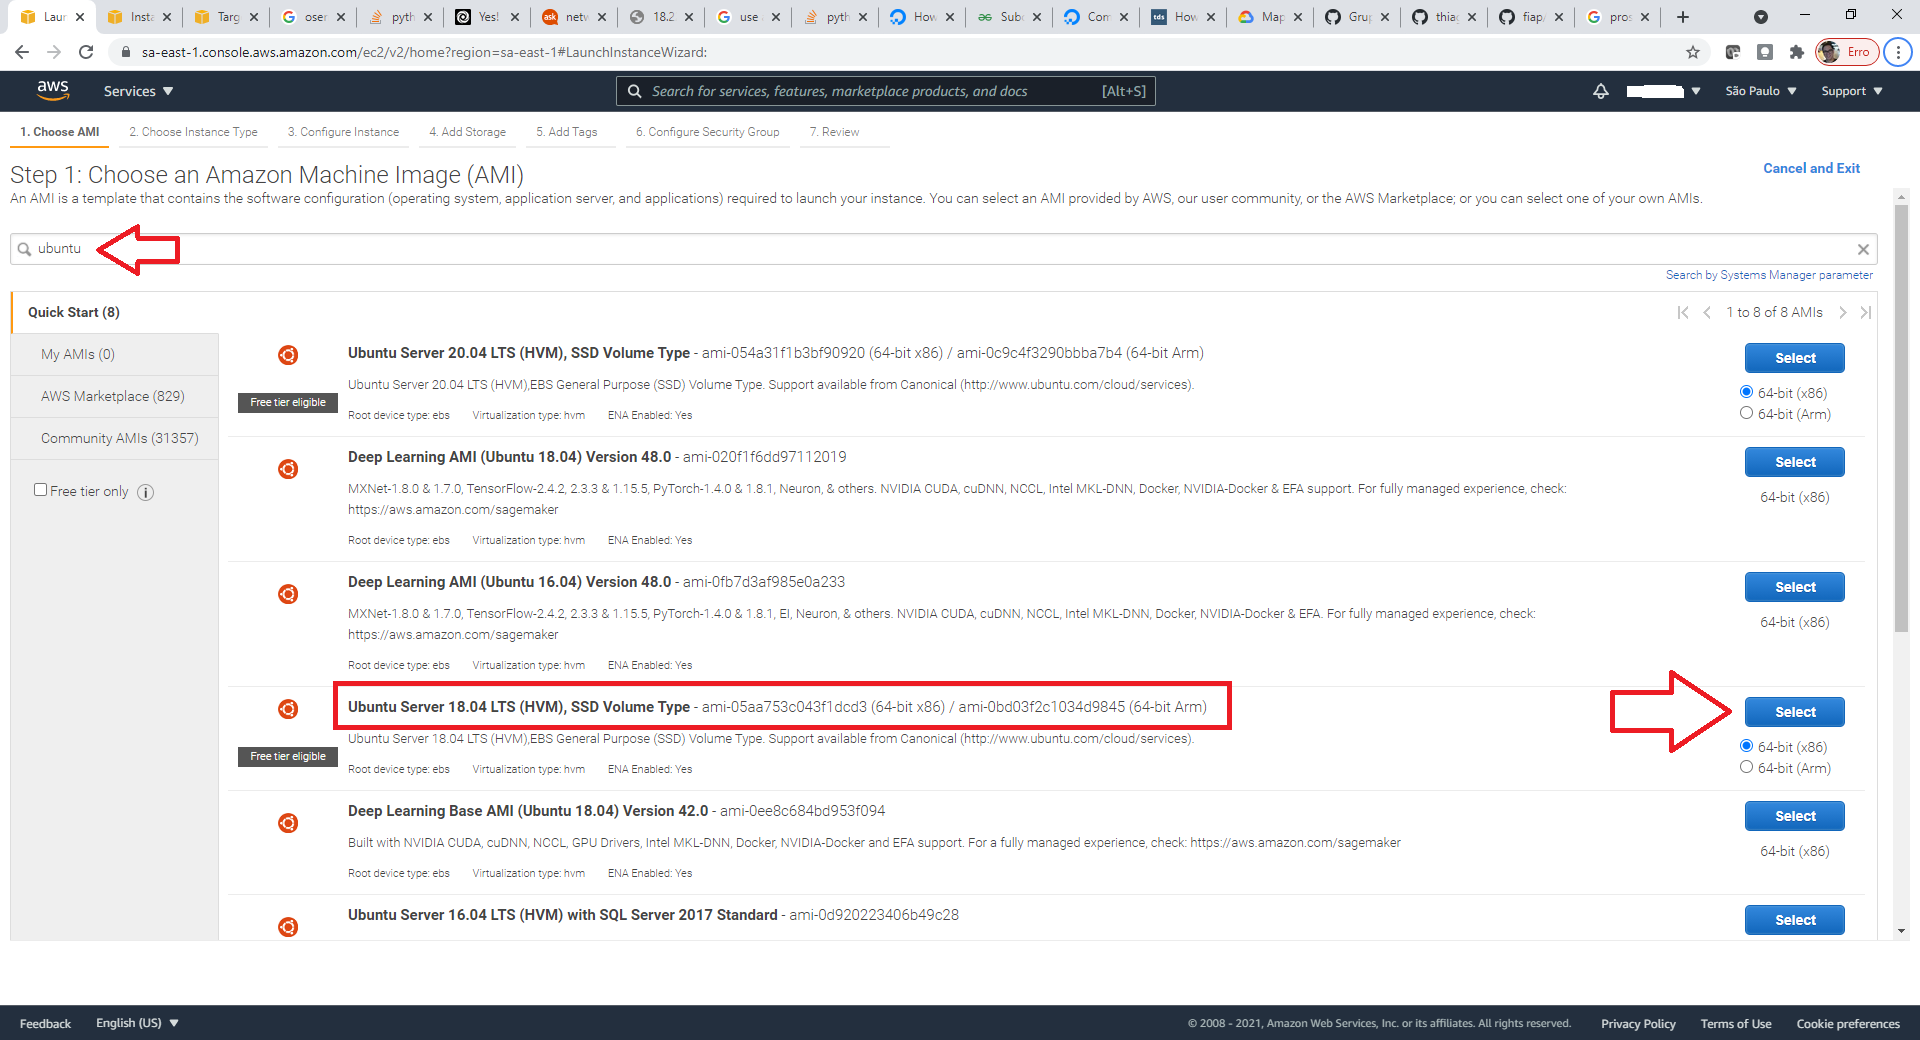 Laun
Insta
Targ
oser
pyth
Yes!
netw
18.2
use
pyth
How
Subc
Com
How
Map
Grup
thiag
fiap/
pros
sa-east-1.console.aws.amazon.com/ec2/v2/home?region=sa-east-1#LaunchInstanceWizard:
Erro
aws
Services
Search for services, features, marketplace products, and docs
[Alt+S]
São Paulo
Support
1. Choose AMI
2. Choose Instance Type
3. Configure Instance
4. Add Storage
5. Add Tags
6. Configure Security Group
7. Review
Step 1: Choose an Amazon Machine Image (AMI)
Cancel and Exit
An AMI is a template that contains the software configuration (operating system, application server, and applications) required to launch your instance. You can select an AMI provided by AWS, our user community, or the AWS Marketplace; or you can select one of your own AMIs.
ubuntu
Search by Systems Manager parameter
Quick Start (8)
1 to 8 of 8 AMIs
My AMIs (0)
AWS Marketplace (829)
Community AMIs (31357)
Free tier only
Ubuntu Server 20.04 LTS (HVM), SSD Volume Type - ami-054a31f1b3bf90920 (64-bit x86) / ami-0c9c4f3290bbba7b4 (64-bit Arm)
Select
Ubuntu Server 20.04 LTS (HVM),EBS General Purpose (SSD) Volume Type. Support available from Canonical (http://www.ubuntu.com/cloud/services).
64-bit (x86)
Free tier eligible
Root device type: ebs Virtualization type: hvm ENA Enabled: Yes
64-bit (Arm)
Deep Learning AMI (Ubuntu 18.04) Version 48.0 - ami-020f1f6dd97112019
Select
MXNet-1.8.0 & 1.7.0, TensorFlow-2.4.2, 2.3.3 & 1.15.5, PyTorch-1.4.0 & 1.8.1, Neuron, & others. NVIDIA CUDA, cuDNN, NCCL, Intel MKL-DNN, Docker, NVIDIA-Docker & EFA support. For fully managed experience, check:
64-bit (x86)
https://aws.amazon.com/sagemaker
Root device type: ebs Virtualization type: hvm ENA Enabled: Yes
Deep Learning AMI (Ubuntu 16.04) Version 48.0 - ami-0fb7d3af985e0a233
Select
MXNet-1.8.0 & 1.7.0, TensorFlow-2.4.2, 2.3.3 & 1.15.5, PyTorch-1.4.0 & 1.8.1, EI, Neuron, & others. NVIDIA CUDA, cuDNN, NCCL, Intel MKL-DNN, Docker, NVIDIA-Docker & EFA. For fully managed experience, check:
64-bit (x86)
https://aws.amazon.com/sagemaker
Root device type: ebs Virtualization type: hvm ENA Enabled: Yes
Ubuntu Server 18.04 LTS (HVM), SSD Volume Type - ami-05aa753c043f1dcd3 (64-bit x86) / ami-0bd03f2c1034d9845 (64-bit Arm)
Select
Ubuntu Server 18.04 LTS (HVM),EBS General Purpose (SSD) Volume Type. Support available from Canonical (http://www.ubuntu.com/cloud/services).
64-bit (x86)
Free tier eligible
Root device type: ebs Virtualization type: hvm ENA Enabled: Yes
64-bit (Arm)
Deep Learning Base AMI (Ubuntu 18.04) Version 42.0 - ami-0ee8c684bd953f094
Select
Built with NVIDIA CUDA, cuDNN, NCCL, GPU Drivers, Intel MKL-DNN, Docker, NVIDIA-Docker and EFA support. For a fully managed experience, check: https://aws.amazon.com/sagemaker
64-bit (x86)
Root device type: ebs Virtualization type: hvm ENA Enabled: Yes
Ubuntu Server 16.04 LTS (HVM) with SQL Server 2017 Standard - ami-0d920223406b49c28
Select
Feedback
English (US)
© 2008 - 2021, Amazon Web Services, Inc. or its affiliates. All rights reserved.
Privacy Policy
Terms of Use
Cookie preferences